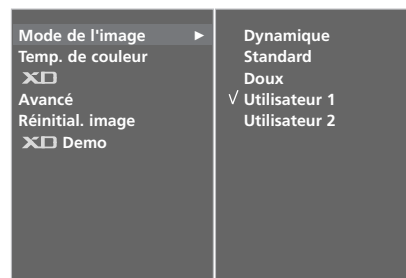 Mode de l'image ►
Temp. de couleur
XD
Avancé
Réinitial. image
XD Demo
Dynamique
Standard
Doux
√ Utilisateur 1
Utilisateur 2